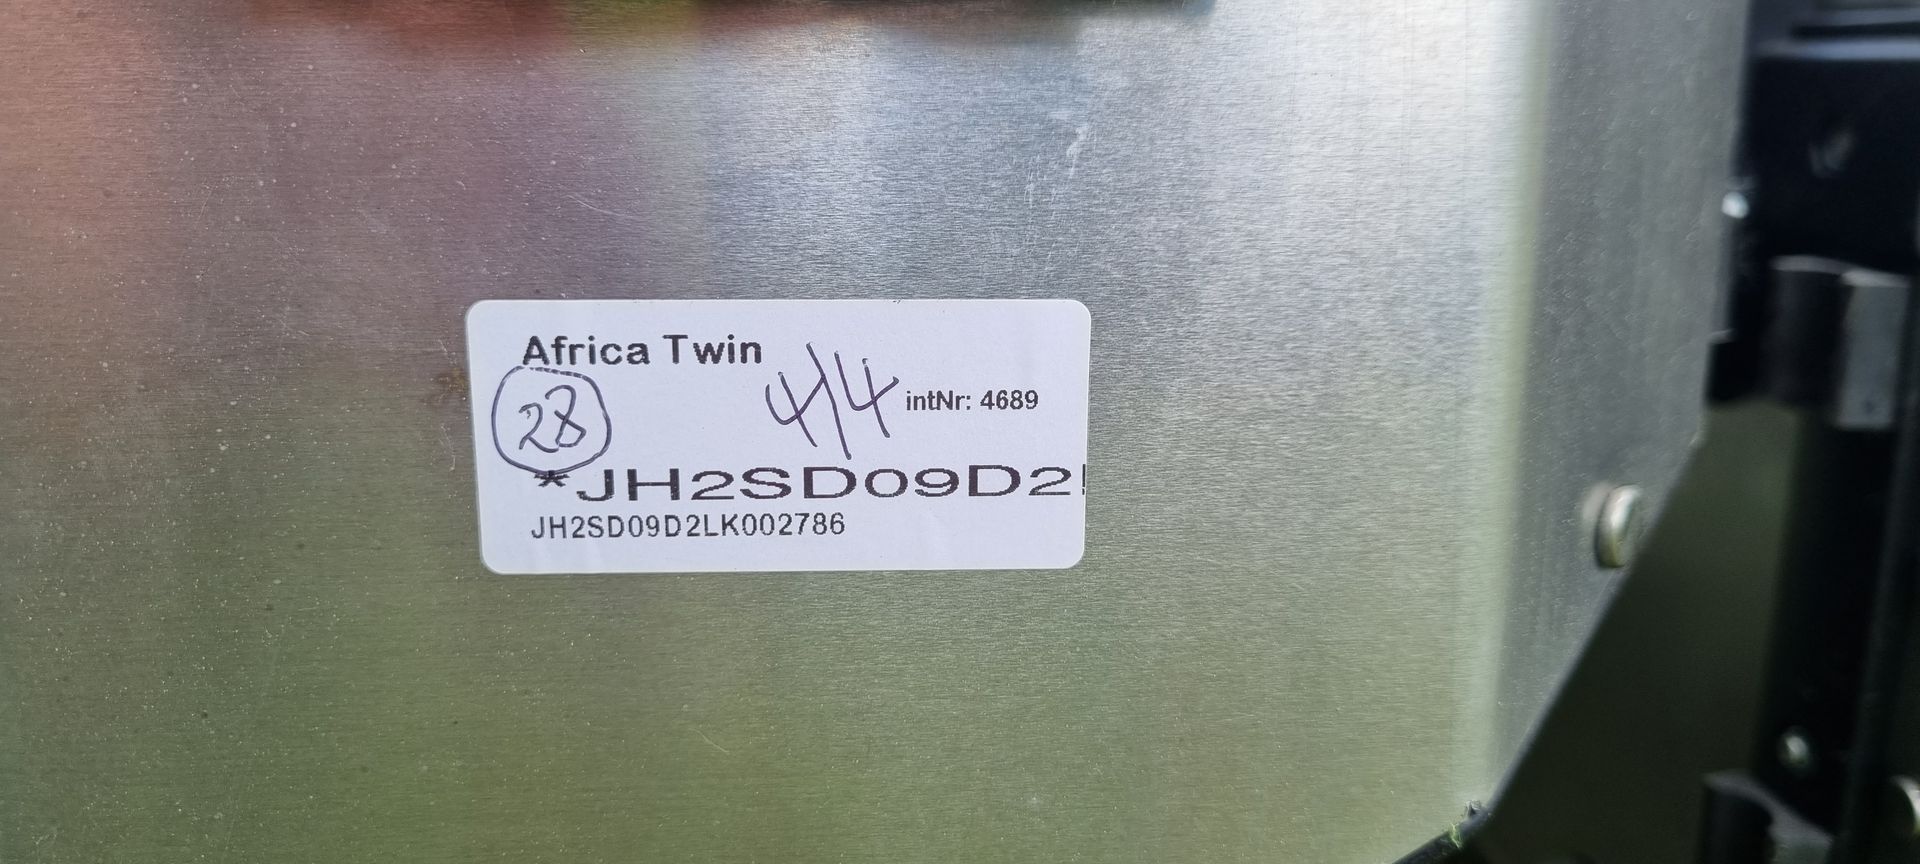 Africa Twin
28
4/4 intNr: 4689
*JH2SD09D2
JH2SD09D2LK002786